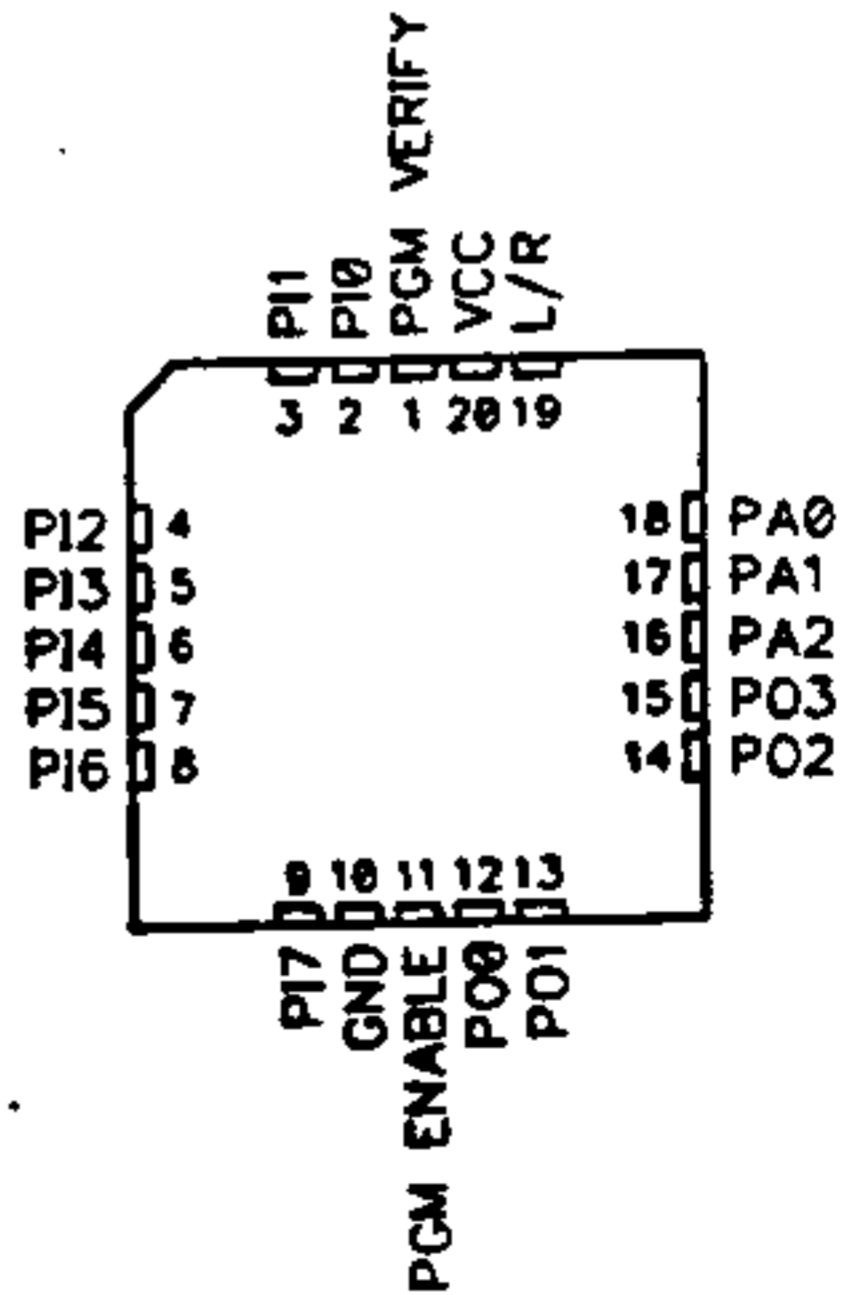 PI1
PI0
PGM VERIFY
VCC
L/R
3 2 1 20 19
PI2 4
PI3 5
PI4 6
PI5 7
PI6 8
18 PA0
17 PA1
16 PA2
15 PO3
14 PO2
9 10 11 12 13
PI7
GND
PGM ENABLE
PO0
PO1